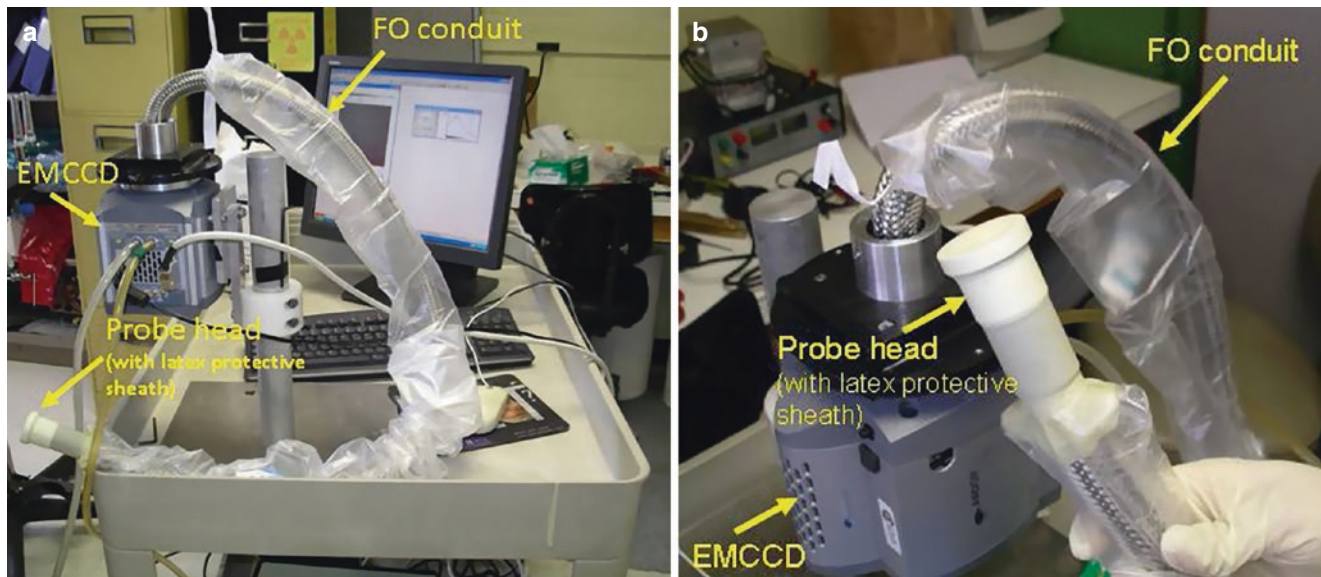 a
FO conduit
EMCCD
Probe head
(with latex protective
sheath)
b
FO conduit
Probe head
(with latex protective
sheath)
EMCCD